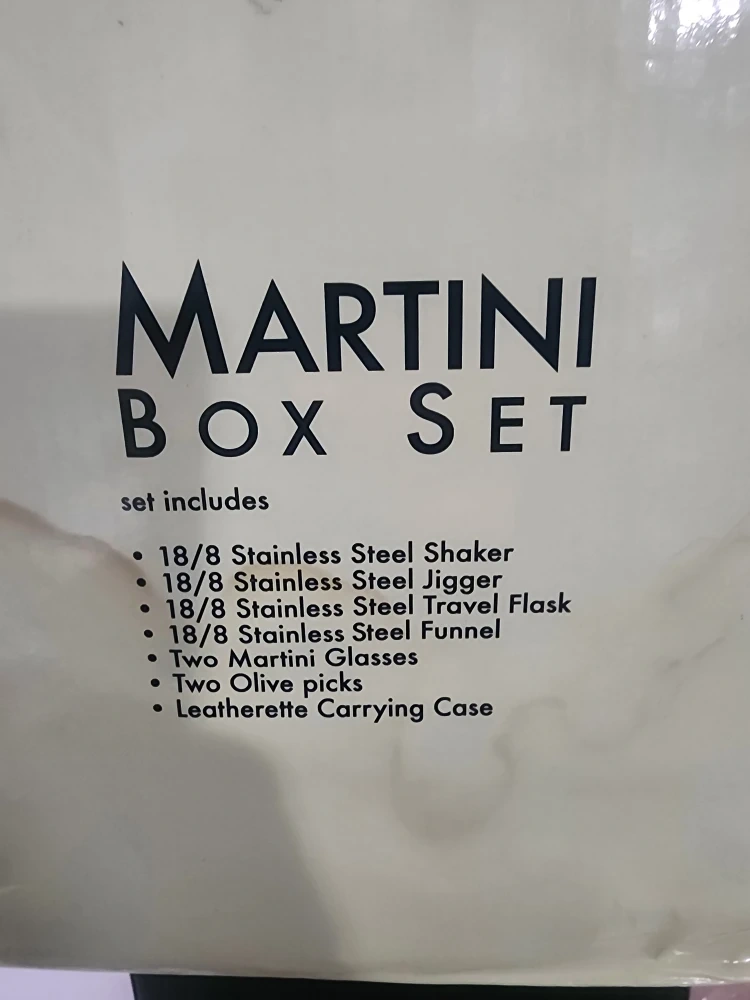 MARTINI
BOX SET
set includes
• 18/8 Stainless Steel Shaker
• 18/8 Stainless Steel Jigger
• 18/8 Stainless Steel Travel Flask
• 18/8 Stainless Steel Funnel
• Two Martini Glasses
• Two Olive picks
• Leatherette Carrying Case